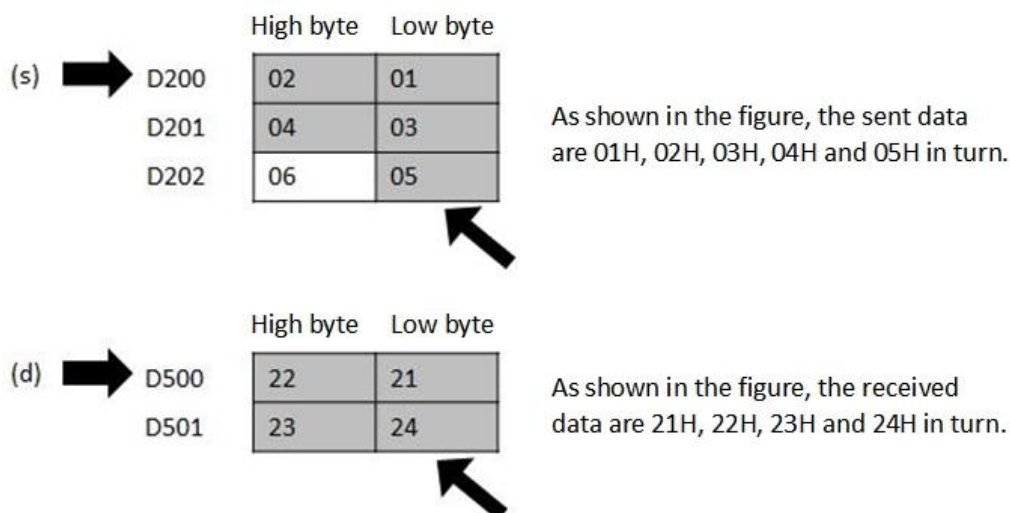 High byte Low byte
(s) D200 02 01
D201 04 03
D202 06 05
As shown in the figure, the sent data
are 01H, 02H, 03H, 04H and 05H in turn.
High byte Low byte
(d) D500 22 21
D501 23 24
As shown in the figure, the received
data are 21H, 22H, 23H and 24H in turn.